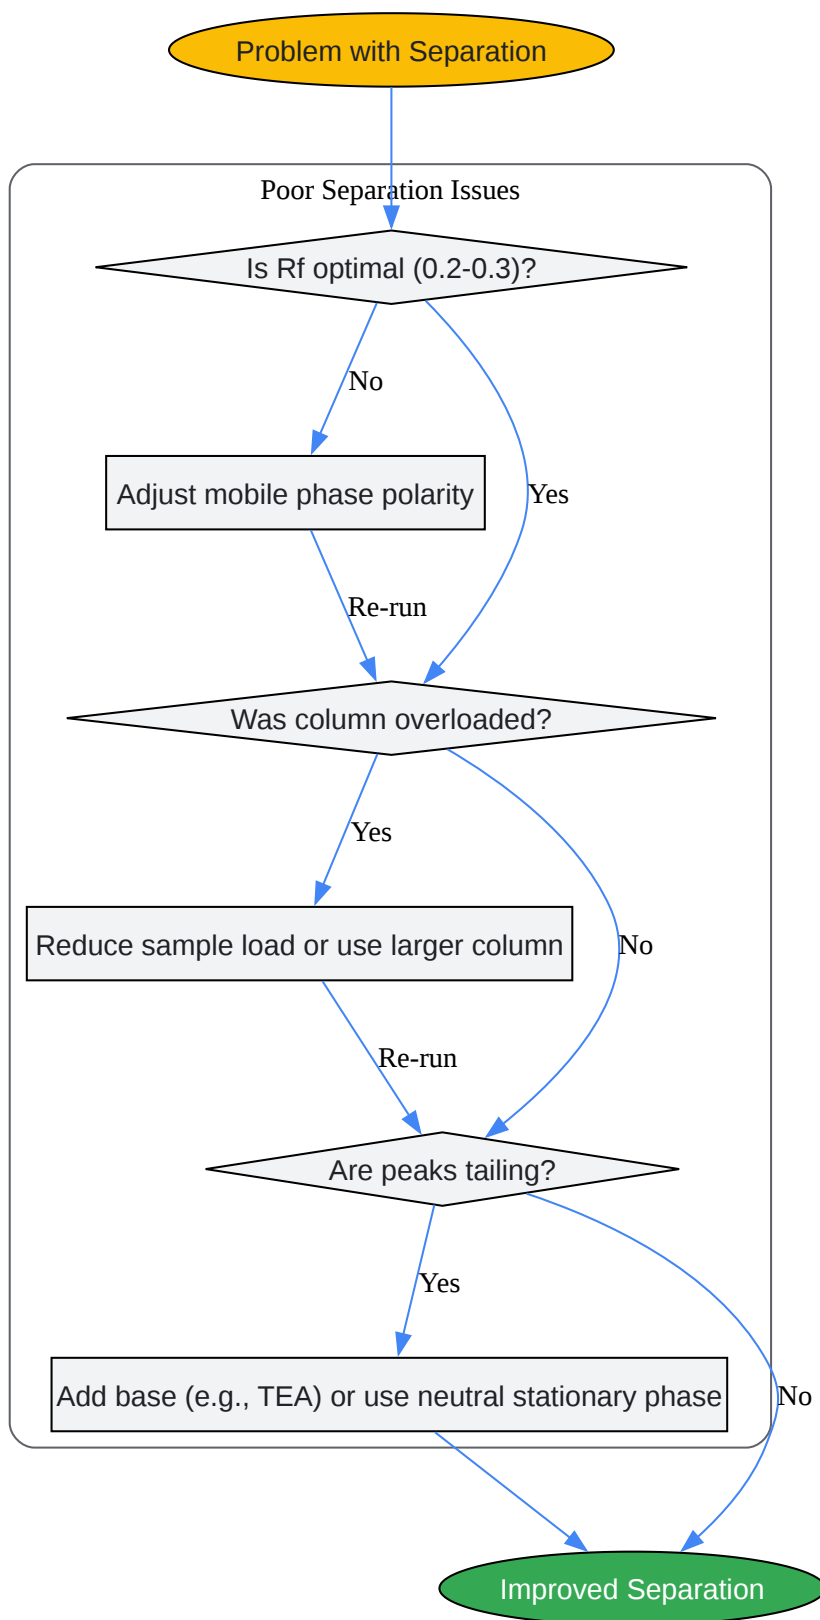 Problem with Separation
Poor Separation Issues
Is Rf optimal (0.2-0.3)?
No
Adjust mobile phase polarity
Yes
Re-run
Was column overloaded?
Yes
Reduce sample load or use larger column
No
Re-run
Are peaks tailing?
Yes
Add base (e.g., TEA) or use neutral stationary phase
No
Improved Separation